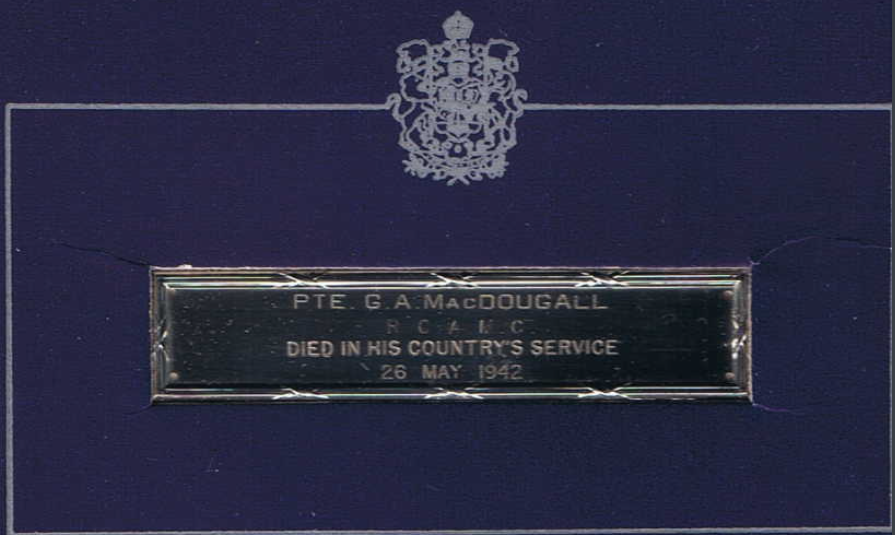 PTE. G. A. MACDOUGALL
R C A M C
DIED IN HIS COUNTRY'S SERVICE
26 MAY 1942